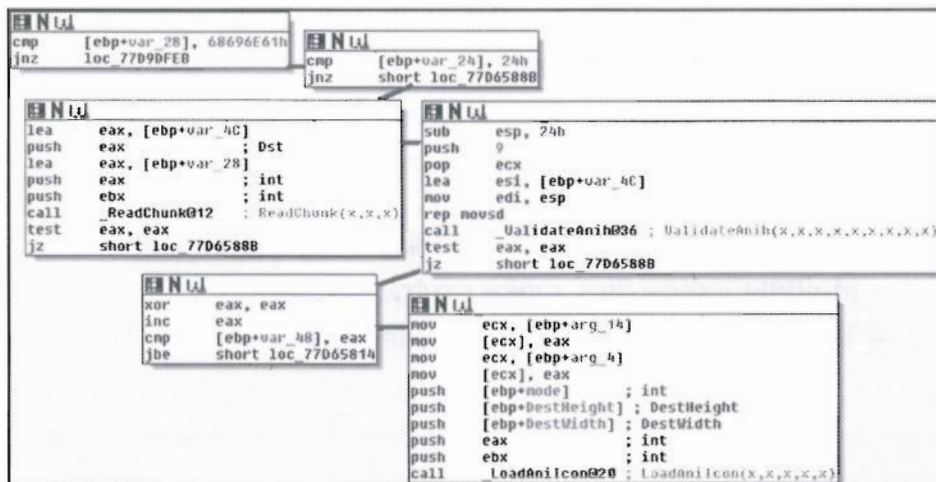 cmp [ebp+var_28], 68696E61h
jnz loc_77D9DFEB
cmp [ebp+var_24], 24h
jnz short loc_77D6588B
lea eax, [ebp+var_4C]
push eax ; Dst
lea eax, [ebp+var_28]
push eax ; int
push ebx ; int
call _ReadChunk@12 ; ReadChunk(x,x,x)
test eax, eax
jz short loc_77D6588B
sub esp, 24h
push 9
pop ecx
lea esi, [ebp+var_4C]
mov edi, esp
rep movsd
call _ValidateAnih@36 ; ValidateAnih(x,x,x,x,x,x,x,x,x)
test eax, eax
jz short loc_77D6588B
xor eax, eax
inc eax
cmp [ebp+var_48], eax
jbe short loc_77D65814
mov ecx, [ebp+arg_14]
mov [ecx], eax
mov ecx, [ebp+arg_4]
mov [ecx], eax
push [ebp+mode] ; int
push [ebp+DestHeight] ; DestHeight
push [ebp+DestWidth] ; DestWidth
push eax ; int
push ebx ; int
call _LoadAniIcon@20 ; LoadAniIcon(x,x,x,x,x)